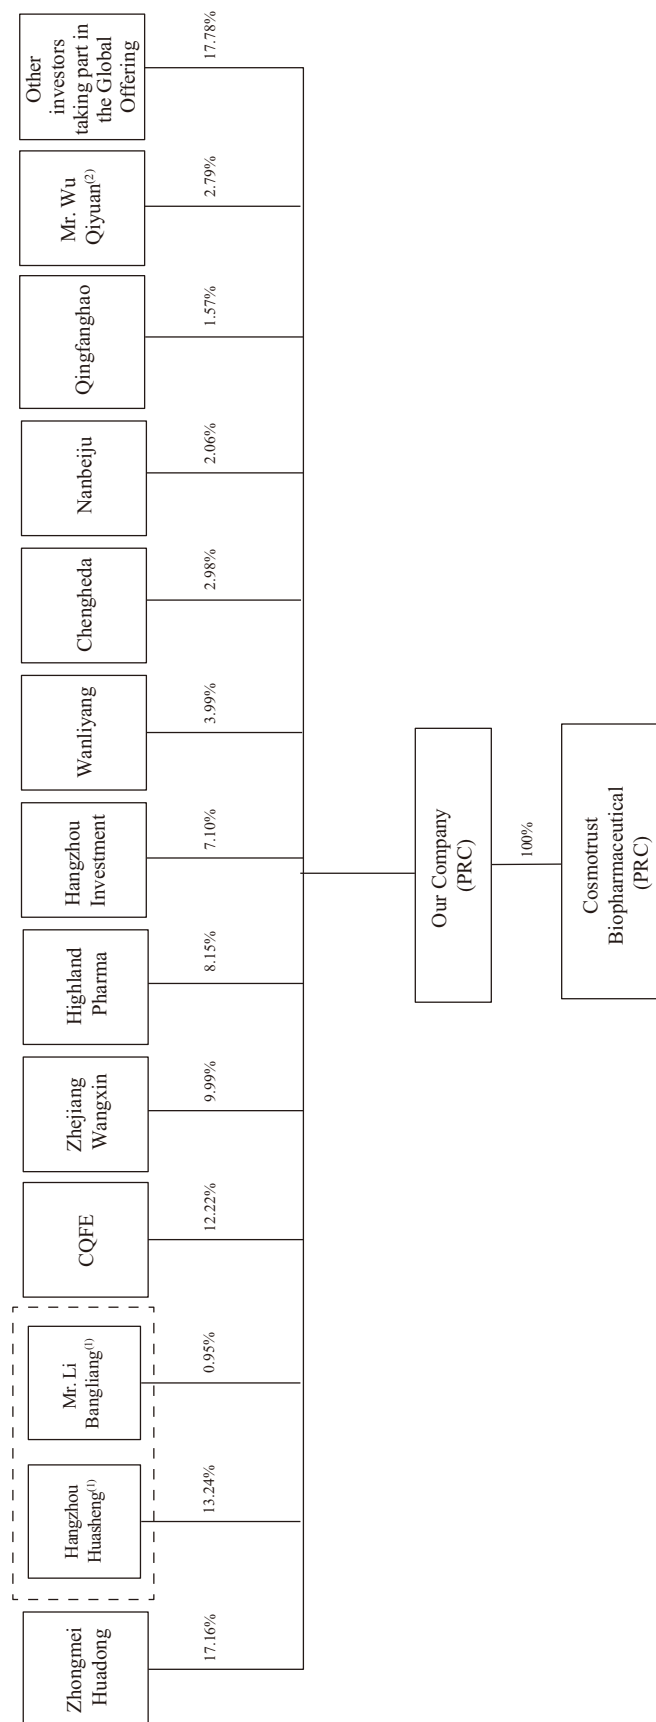 Zhongmei
Huadong
17.16%
Hangzhou
Huasheng(1)
13.24%
Mr. Li
Bangliang(1)
0.95%
CQFE
12.22%
Zhejiang
Wangxin
9.99%
Highland
Pharma
8.15%
Hangzhou
Investment
7.10%
Wanliyang
3.99%
Chengheda
2.98%
Nanbeiju
2.06%
Qingfanghao
1.57%
Mr. Wu
Qiyuan(2)
2.79%
Other
investors
taking part in
the Global
Offering
17.78%
Our Company
(PRC)
100%
Cosmotrust
Biopharmaceutical
(PRC)